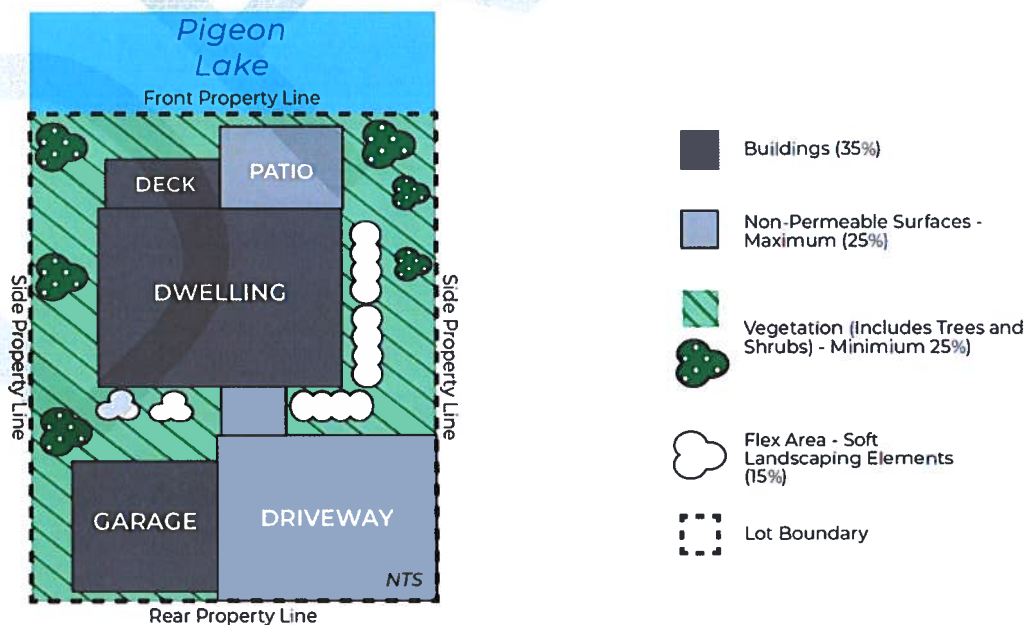 Pigeon
Lake
Front Property Line
DECK
PATIO
DWELLING
Side Property Line
Side Property Line
GARAGE
DRIVEWAY
NTS
Rear Property Line
Buildings (35%)
Non-Permeable Surfaces -
Maximum (25%)
Vegetation (Includes Trees and
Shrubs) - Minimium 25%)
Flex Area - Soft
Landscaping Elements
(15%)
Lot Boundary